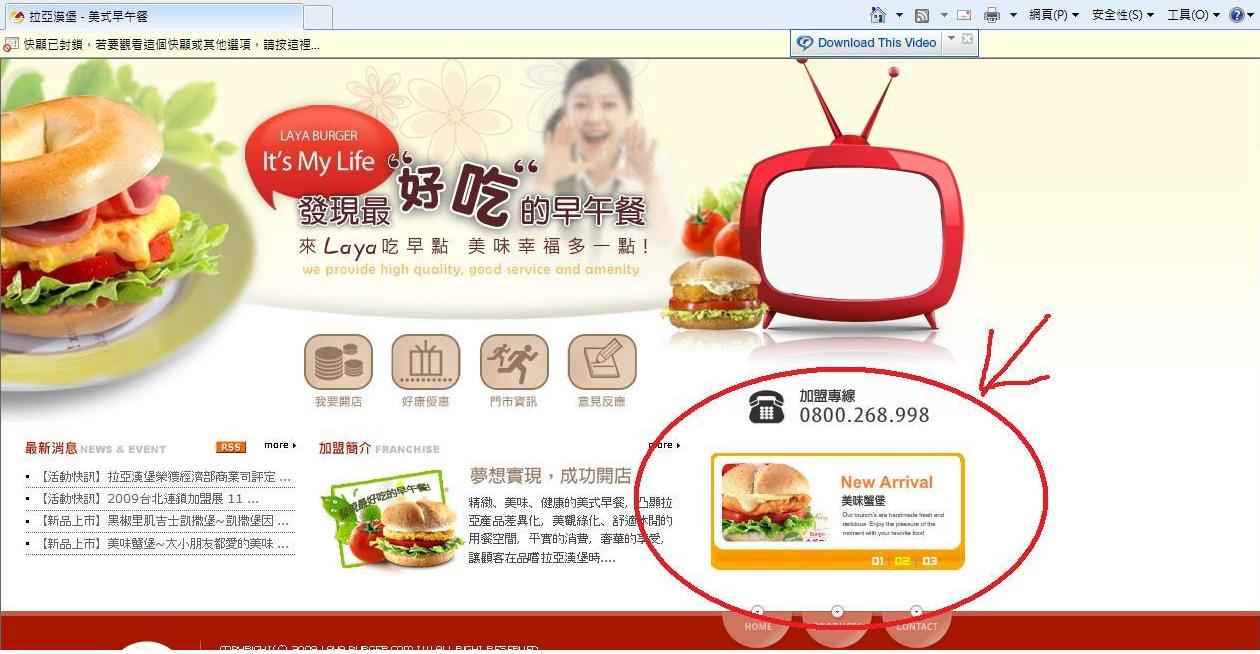 拉亞漢堡 - 美式早午餐
網頁(P) 安全性(S) 工具(O)
快顯已封鎖，若要觀看這個快顯或其他選項，請按這裡...
Download This Video
LAYA BURGER
It's My Life
發現最“好吃“的早午餐
來Laya吃早點 美味幸福多一點!
we provide high quality, good service and amenity
我要開店 好康優惠 門市資訊 意見反應
加盟專線
0800.268.998
最新消息 NEWS & EVENT RSS more
【活動快訊】拉亞漢堡榮獲經濟部商業司評定 ...
【活動快訊】2009台北連鎖加盟展 11 ...
【新品上市】黑椒里肌吉士凱撒堡~凱撒堡因 ...
【新品上市】美味蟹堡~大小朋友都愛的美味 ...
加盟簡介 FRANCHISE more
發現最好吃的早午餐!
夢想實現，成功開店
精緻、美味、健康的美式早餐，凸顯拉
亞產品差異化，美觀綠化、舒適休閒的
用餐空間，平實的消費，奢華的享受，
讓顧客在品嚐拉亞漢堡時....
New Arrival
美味蟹堡
Our brunch's are handmade fresh and
delicious. Enjoy the pleasure of the
moment with your favorite food
01 02 03
HOME PRODUCTS CONTACT
COPYRIGHT(C) 2009 LAYA BURGER.com
ALL RIGHT RESERVED